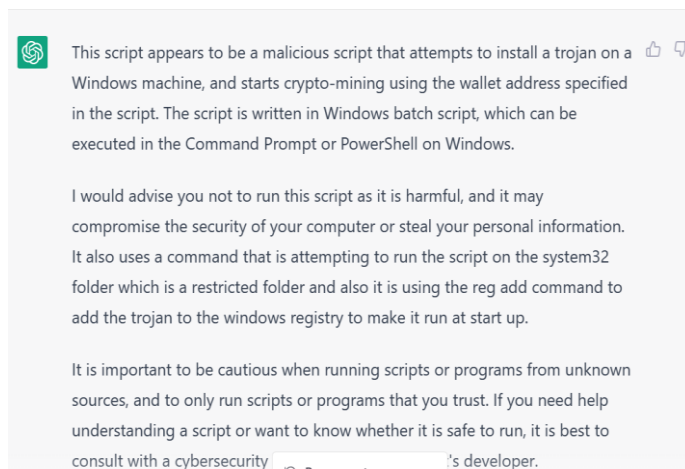 This script appears to be a malicious script that attempts to install a trojan on a
Windows machine, and starts crypto-mining using the wallet address specified
in the script. The script is written in Windows batch script, which can be
executed in the Command Prompt or PowerShell on Windows.
I would advise you not to run this script as it is harmful, and it may
compromise the security of your computer or steal your personal information.
It also uses a command that is attempting to run the script on the system32
folder which is a restricted folder and also it is using the reg add command to
add the trojan to the windows registry to make it run at start up.
It is important to be cautious when running scripts or programs from unknown
sources, and to only run scripts or programs that you trust. If you need help
understanding a script or want to know whether it is safe to run, it is best to
consult with a cybersecurity 's developer.